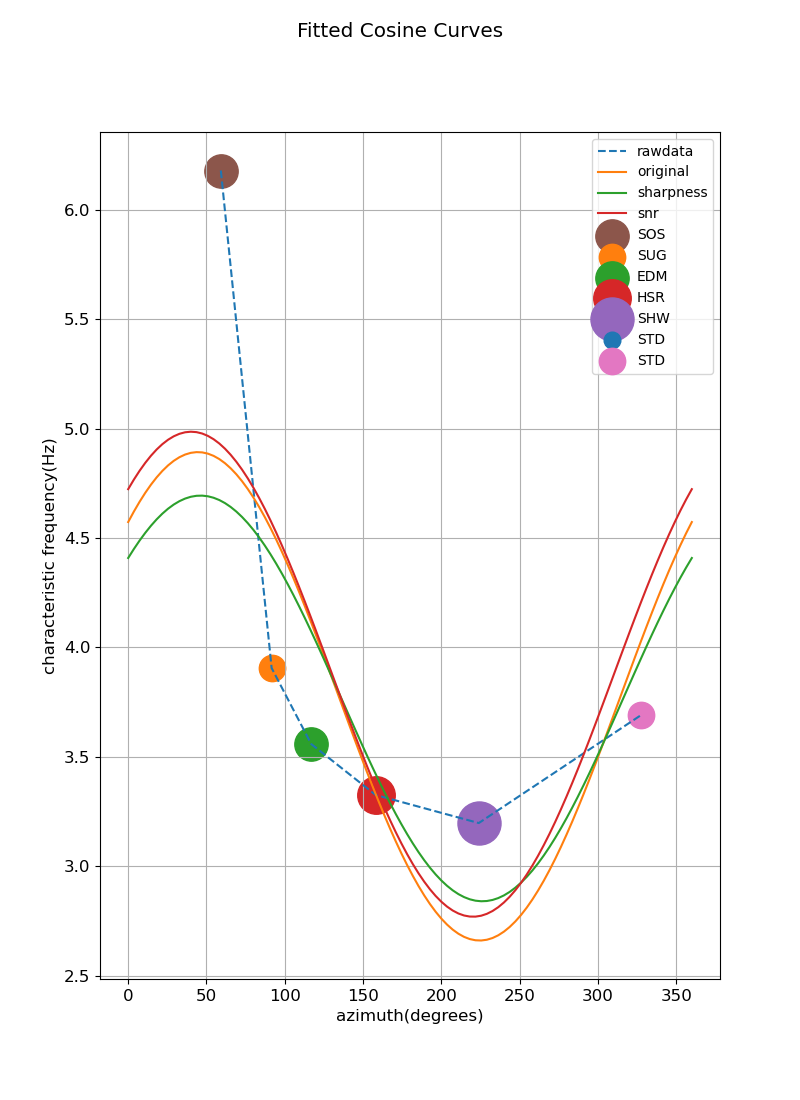 Fitted Cosine Curves
rawdata
original
sharpness
snr
SOS
SUG
EDM
HSR
SHW
STD
STD
characteristic frequency(Hz)
6.0
5.5
5.0
4.5
4.0
3.5
3.0
2.5
0 50 100 150 200 250 300 350
azimuth(degrees)